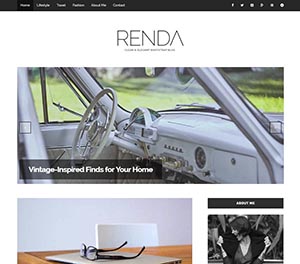 Home Lifestyle Travel Fashion About Me Contact
RENDA
CLEAN & ELEGANT BOOTSTRAP BLOG
Vintage-Inspired Finds for Your Home
ABOUT ME